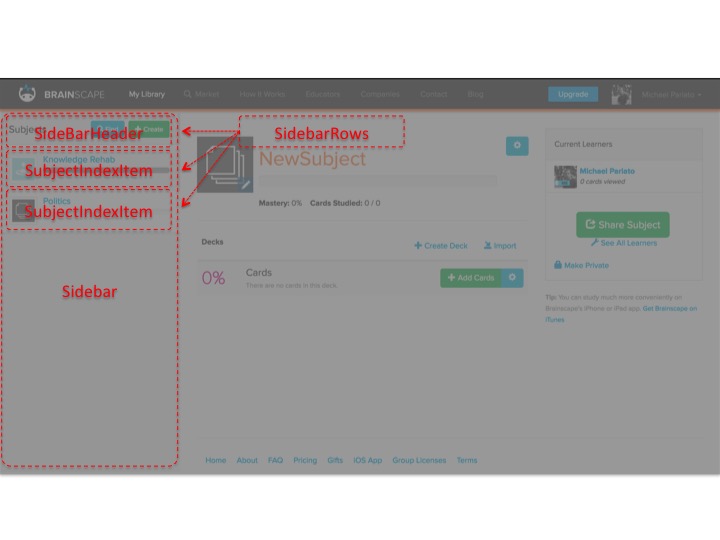 BRAINSCAPE My Library Market How It Works Educators Companies Contact Blog Upgrade Michael Parlato
Subjects Create
SideBarHeader
SidebarRows
Knowledge Rehab
SubjectIndexItem
Politics
SubjectIndexItem
Sidebar
NewSubject
Mastery: 0% Cards Studied: 0 / 0
Decks
Create Deck Import
0% Cards
There are no cards in this deck.
Add Cards
Current Learners
Michael Parlato
0 cards viewed
Share Subject
See All Learners
Make Private
Tip: You can study much more conveniently on
Brainscape's iPhone or iPad app. Get Brainscape on
iTunes
Home About FAQ Pricing Gifts iOS App Group Licenses Terms